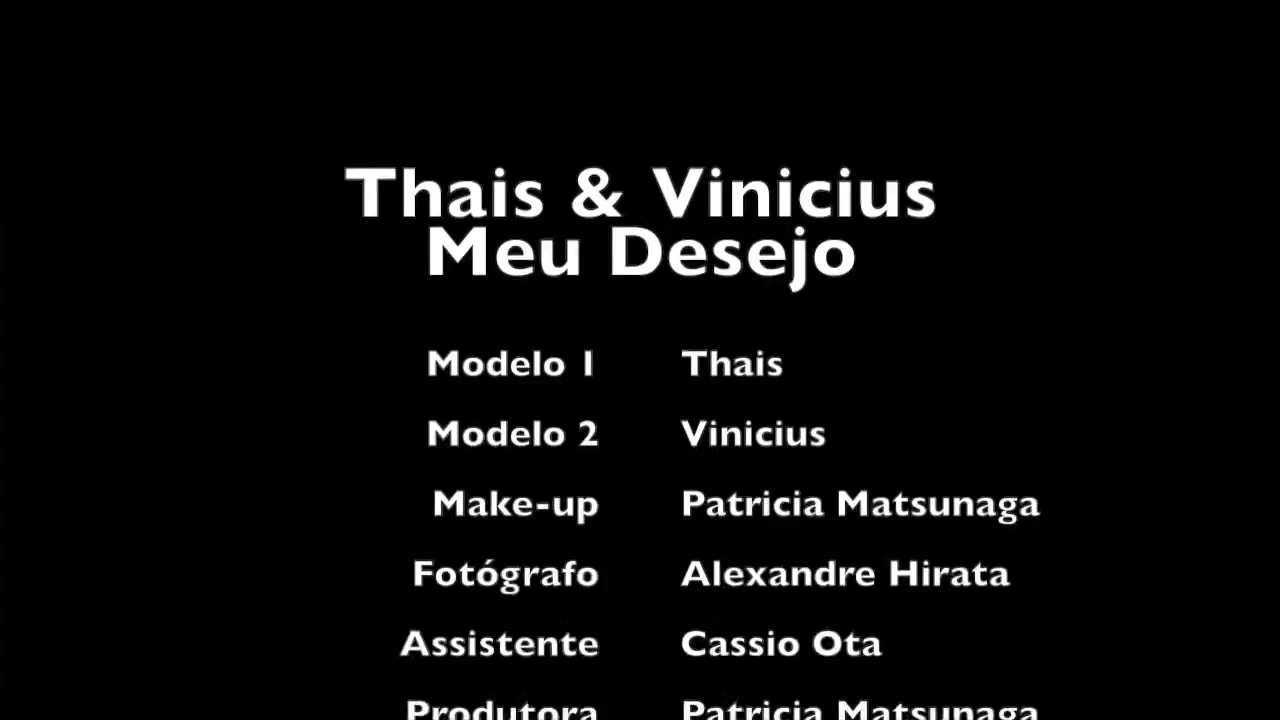 Thais & Vinicius
Meu Desejo
Modelo 1 Thais
Modelo 2 Vinicius
Make-up Patricia Matsunaga
Fotógrafo Alexandre Hirata
Assistente Cassio Ota
Produtora Patricia Matsunaga